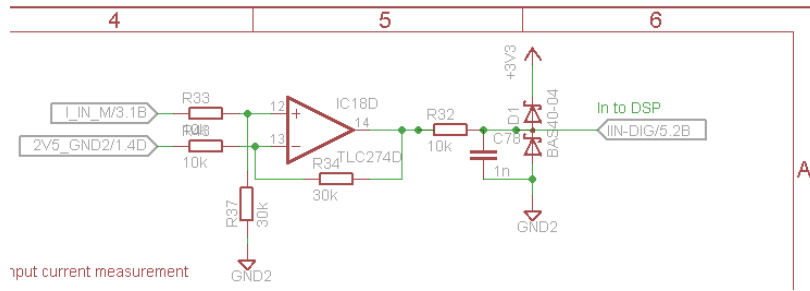 4
5
6
A
+3V3
R33
I_IN_M/3.1B
10k
2V5_GND2/1.4D
10k
12
13
14
IC18D
TLC274D
R34
30k
R37
30k
GND2
R32
10k
C78
1n
D1
BAS40-04
GND2
In to DSP
IIN-DIG/5.2B
nput current measurement